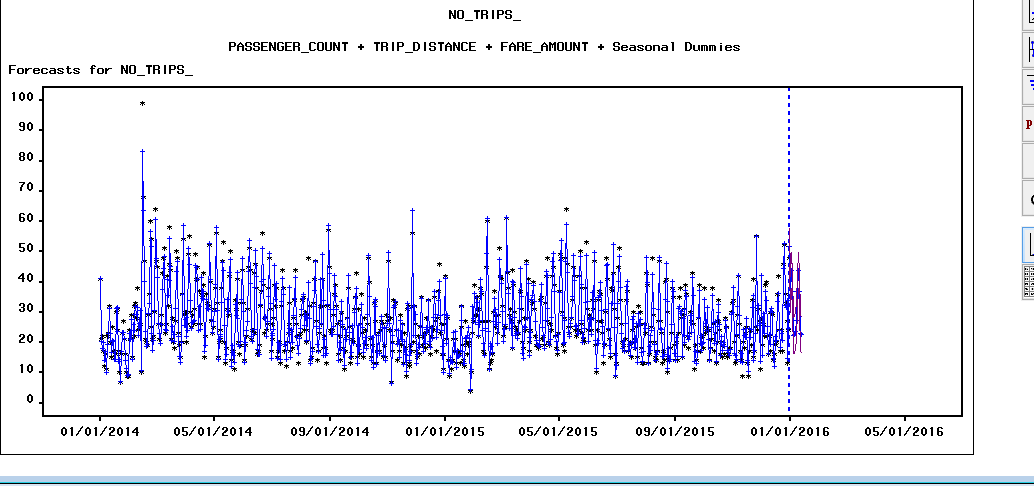 NO_TRIPS_
PASSENGER_COUNT + TRIP_DISTANCE + FARE_AMOUNT + Seasonal Dummies
Forecasts for NO_TRIPS_
100
90
80
70
60
50
40
30
20
10
0
01/01/2014 05/01/2014 09/01/2014 01/01/2015 05/01/2015 09/01/2015 01/01/2016 05/01/2016
p